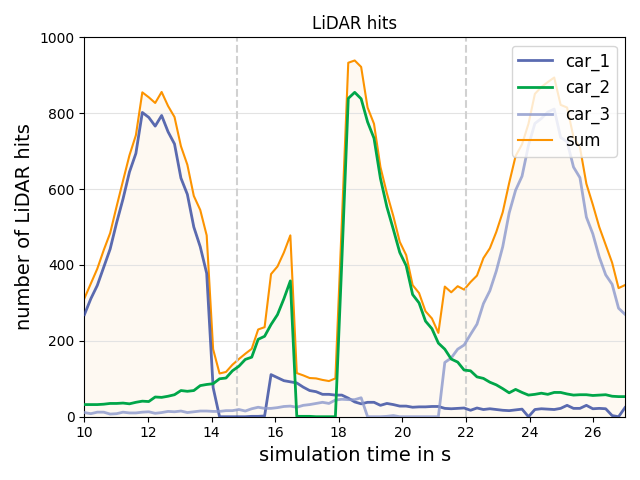 LiDAR hits
number of LiDAR hits
1000
800
600
400
200
0
10 12 14 16 18 20 22 24 26
simulation time in s
car_1
car_2
car_3
sum